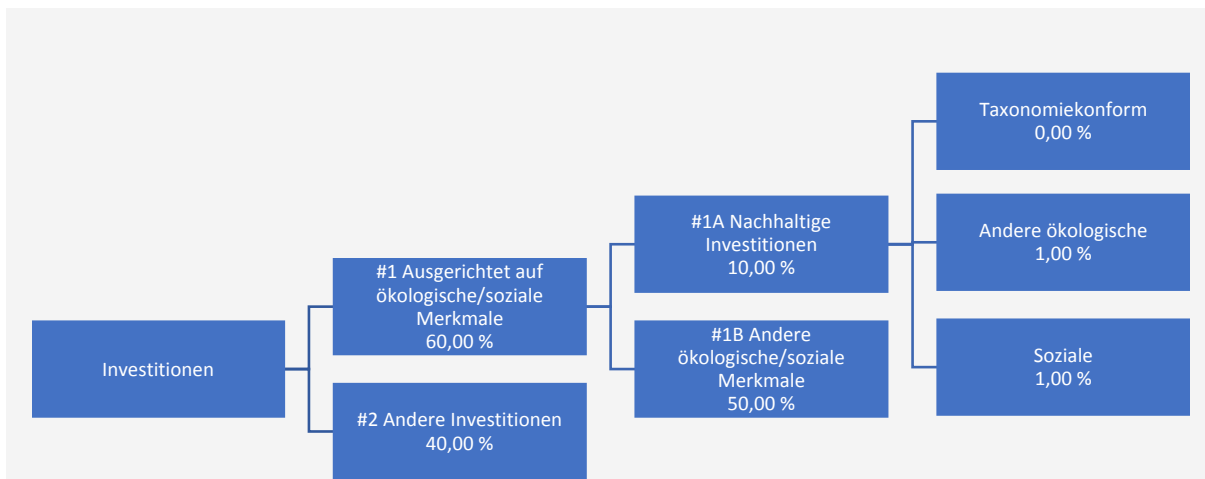 Investitionen
#1 Ausgerichtet auf
ökologische/soziale
Merkmale
60,00 %
#2 Andere Investitionen
40,00 %
#1A Nachhaltige
Investitionen
10,00 %
#1B Andere
ökologische/soziale
Merkmale
50,00 %
Taxonomiekonform
0,00 %
Andere ökologische
1,00 %
Soziale
1,00 %